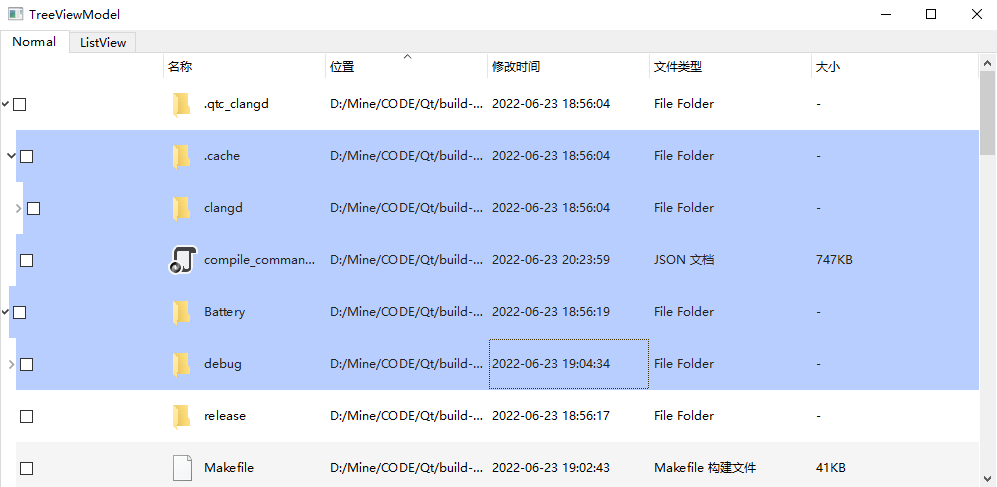 TreeViewModel
Normal ListView
名称 位置 修改时间 文件类型 大小
.qtc_clangd D:/Mine/CODE/Qt/build-... 2022-06-23 18:56:04 File Folder -
.cache D:/Mine/CODE/Qt/build-... 2022-06-23 18:56:04 File Folder -
clangd D:/Mine/CODE/Qt/build-... 2022-06-23 18:56:04 File Folder -
compile_comman... D:/Mine/CODE/Qt/build-... 2022-06-23 20:23:59 JSON 文档 747KB
Battery D:/Mine/CODE/Qt/build-... 2022-06-23 18:56:19 File Folder -
debug D:/Mine/CODE/Qt/build-... 2022-06-23 19:04:34 File Folder -
release D:/Mine/CODE/Qt/build-... 2022-06-23 18:56:17 File Folder -
Makefile D:/Mine/CODE/Qt/build-... 2022-06-23 19:02:43 Makefile 构建文件 41KB